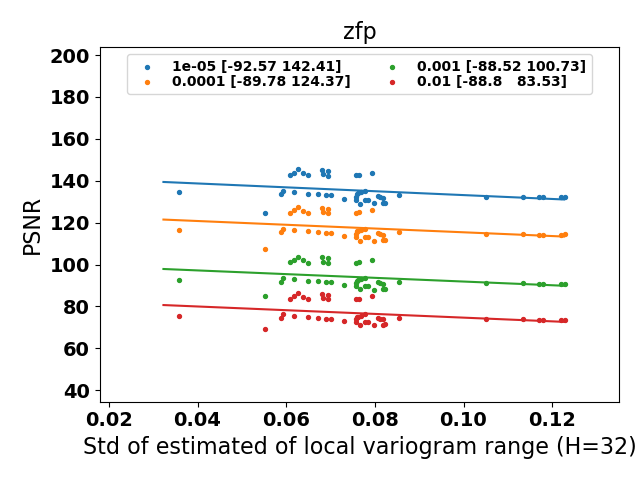 zfp
1e-05 [-92.57 142.41]
0.0001 [-89.78 124.37]
0.001 [-88.52 100.73]
0.01 [-88.8   83.53]
PSNR
200
180
160
140
120
100
80
60
40
0.02 0.04 0.06 0.08 0.10 0.12
Std of estimated of local variogram range (H=32)